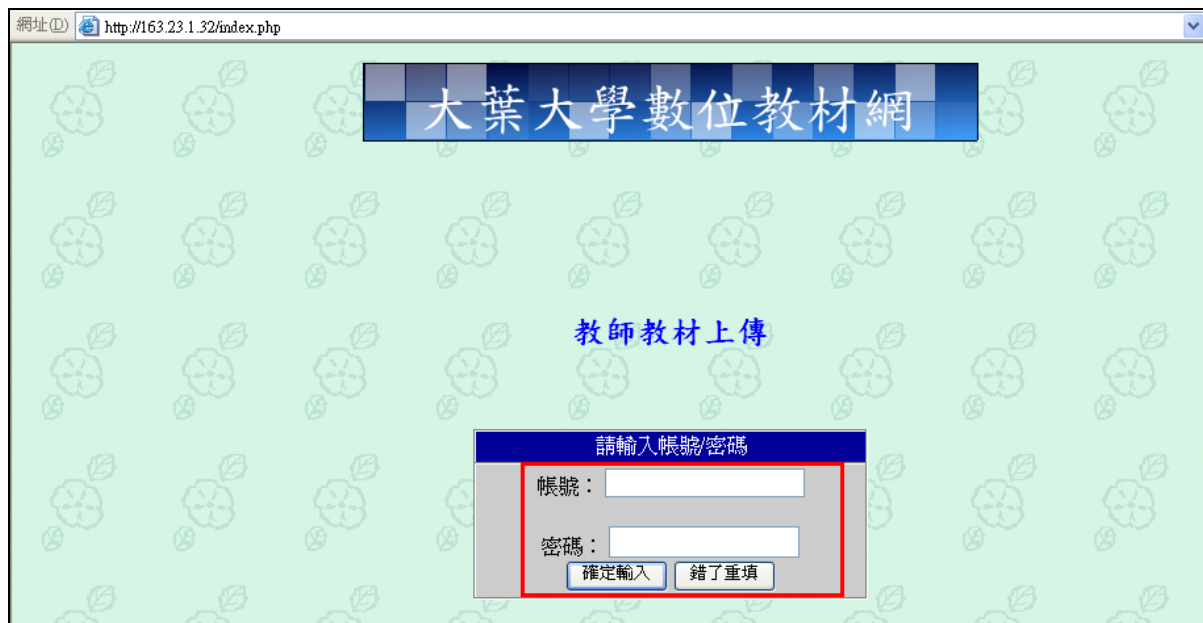 網址(D) http://163.23.1.32/index.php
大葉大學數位教材網
教師教材上傳
請輸入帳號/密碼
帳號：
密碼：
確定輸入 錯了重填